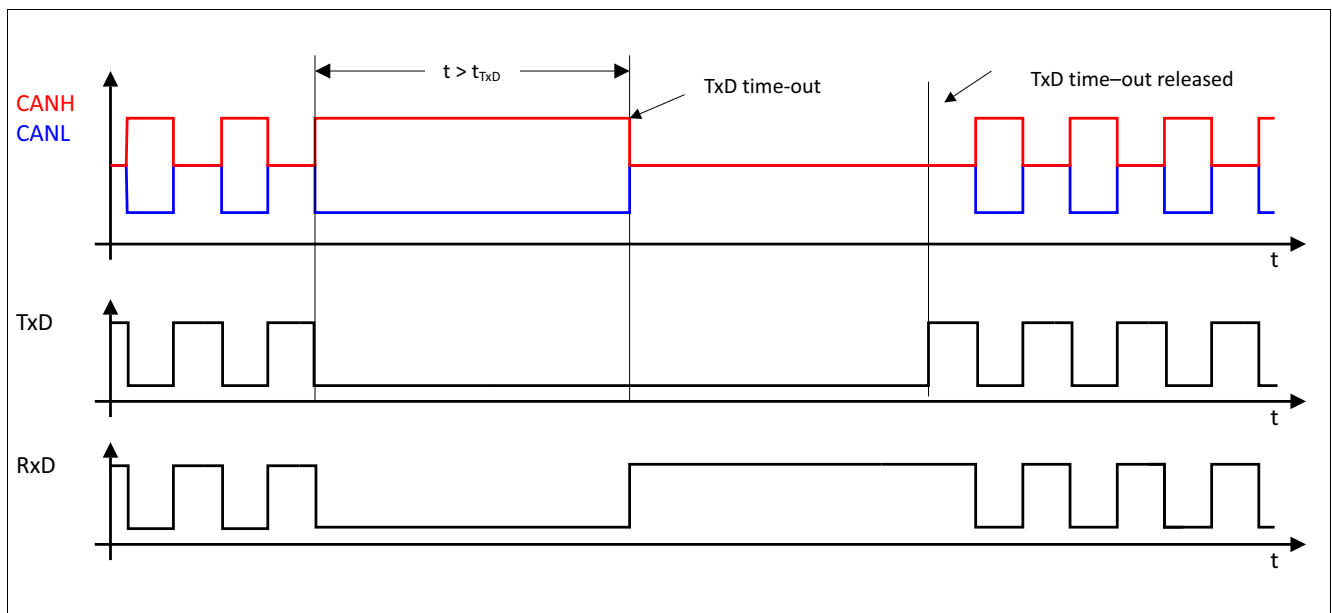 t > tTxD
TxD time-out
TxD time–out released
CANH
CANL
t
TxD
t
RxD
t